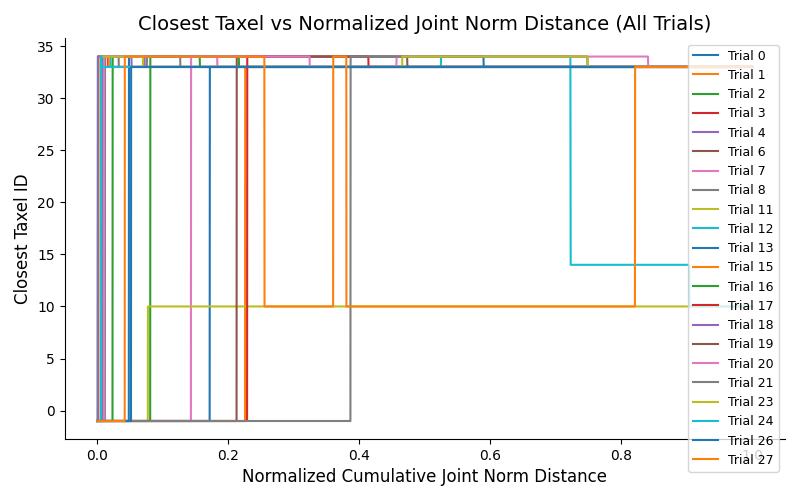 Closest Taxel vs Normalized Joint Norm Distance (All Trials)
Closest Taxel ID
35
30
25
20
15
10
5
0
0.0
0.2
0.4
0.6
0.8
1.0
Normalized Cumulative Joint Norm Distance
Trial 0
Trial 1
Trial 2
Trial 3
Trial 4
Trial 6
Trial 7
Trial 8
Trial 11
Trial 12
Trial 13
Trial 15
Trial 16
Trial 17
Trial 18
Trial 19
Trial 20
Trial 21
Trial 23
Trial 24
Trial 26
Trial 27